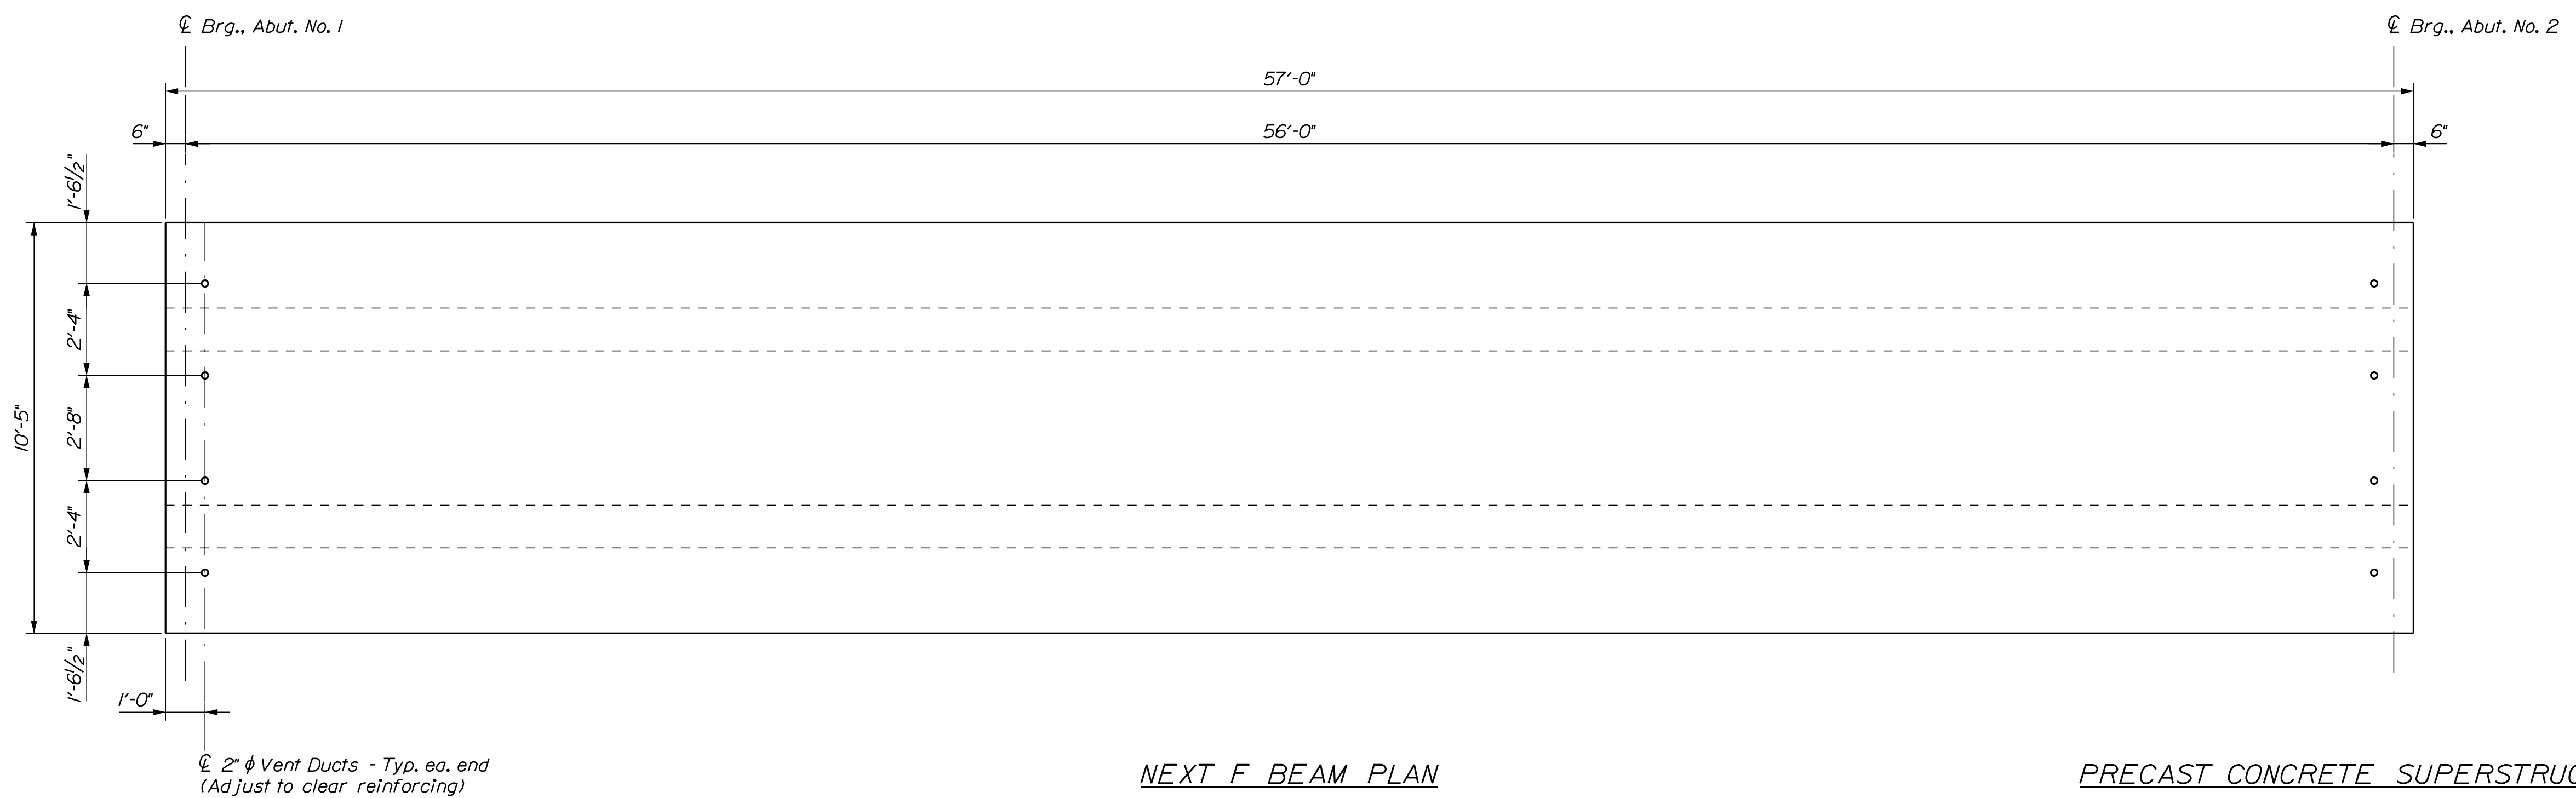 ℄ Brg., Abut. No. 1
℄ Brg., Abut. No. 2
57'-0"
6"
56'-0"
6"
1'-6½"
2'-4"
10'-5"
2'-8"
2'-4"
1'-6½"
1'-0"
℄ 2" ϕ Vent Ducts - Typ. ea. end
(Adjust to clear reinforcing)
NEXT F BEAM PLAN
PRECAST CONCRETE